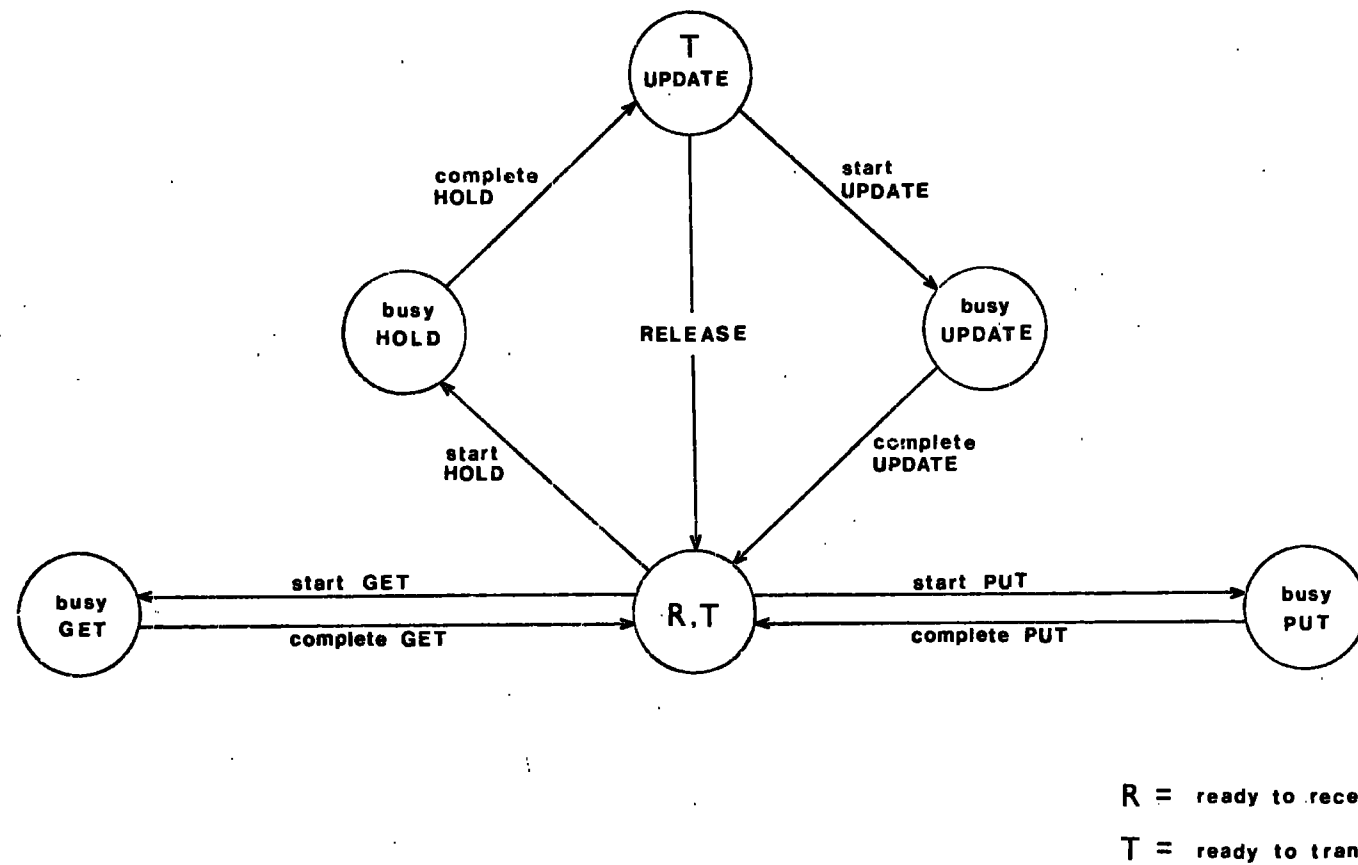 T
UPDATE
complete
HOLD
start
UPDATE
busy
HOLD
RELEASE
busy
UPDATE
start
HOLD
complete
UPDATE
busy
GET
start GET
complete GET
R,T
start PUT
complete PUT
busy
PUT
R = ready to rece
T = ready to tran